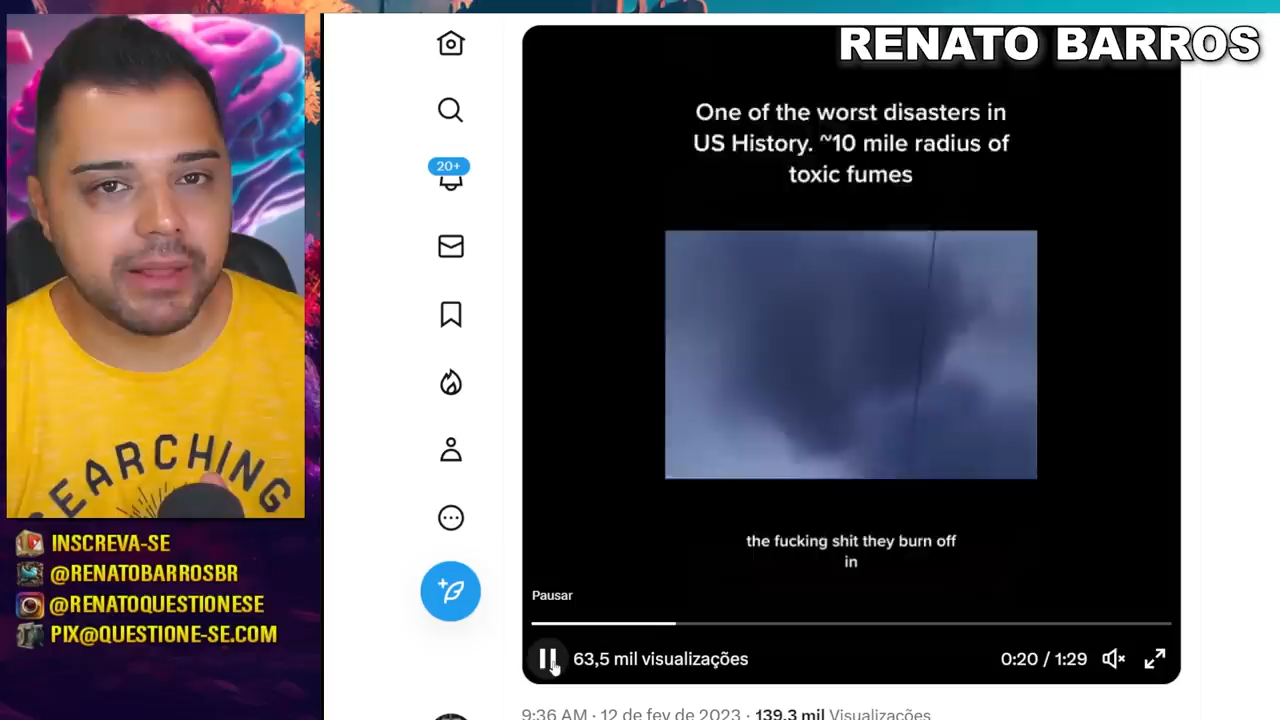 RENATO BARROS
One of the worst disasters in
US History. ~10 mile radius of
toxic fumes
20+
SEARCHING
the fucking shit they burn off
in
Pausar
63,5 mil visualizações
0:20 / 1:29
9:36 AM · 12 de fev de 2023 · 139,3 mil Visualizações
INSCREVA-SE
@RENATOBARROSBR
@RENATOQUESTIONESE
PIX@QUESTIONE-SE.COM